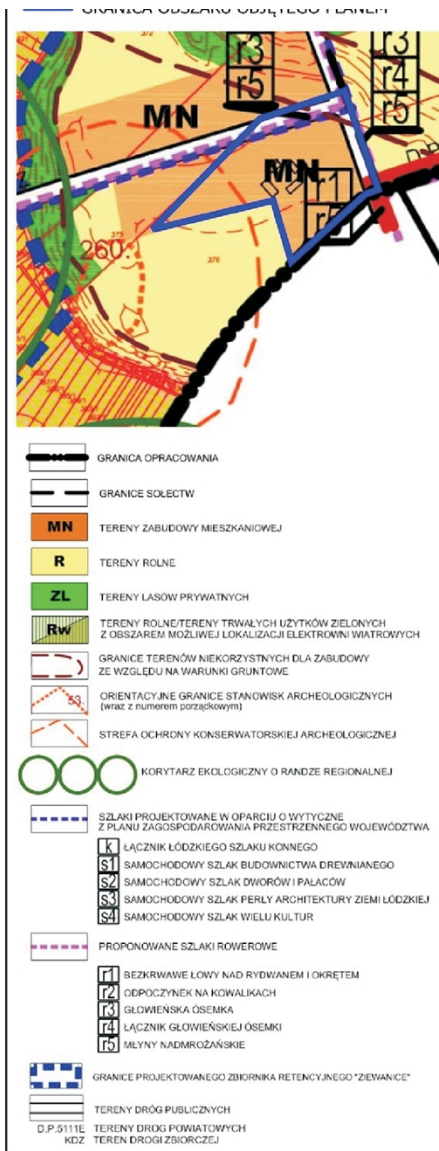 GRANICA OBSZARU OBJĘTEGO PLANEM
372
r3
r5
r3
r4
r5
MN
MN
r1
r5
375
260.
376
GRANICA OPRACOWANIA
GRANICE SOŁECTW
MN TERENY ZABUDOWY MIESZKANIOWEJ
R TERENY ROLNE
ZL TERENY LASÓW PRYWATNYCH
Rw TERENY ROLNE/TERENY TRWAŁYCH UŻYTKÓW ZIELONYCH
Z OBSZAREM MOŻLIWEJ LOKALIZACJI ELEKTROWNI WIATROWYCH
GRANICE TERENÓW NIEKORZYSTNYCH DLA ZABUDOWY
ZE WZGLĘDU NA WARUNKI GRUNTOWE
53 ORIENTACYJNE GRANICE STANOWISK ARCHEOLOGICZNYCH
(wraz z numerem porządkowym)
STREFA OCHRONY KONSERWATORSKIEJ ARCHEOLOGICZNEJ
KORYTARZ EKOLOGICZNY O RANDZE REGIONALNEJ
SZLAKI PROJEKTOWANE W OPARCIU O WYTYCZNE
Z PLANU ZAGOSPODAROWANIA PRZESTRZENNEGO WOJEWÓDZTWA
k ŁĄCZNIK ŁÓDZKIEGO SZLAKU KONNEGO
s1 SAMOCHODOWY SZLAK BUDOWNICTWA DREWNIANEGO
s2 SAMOCHODOWY SZLAK DWORÓW I PAŁACÓW
s3 SAMOCHODOWY SZLAK PERŁY ARCHITEKTURY ZIEMI ŁÓDZKIEJ
s4 SAMOCHODOWY SZLAK WIELU KULTUR
PROPONOWANE SZLAKI ROWEROWE
r1 BEZKRWAWE ŁOWY NAD RYDWANEM I OKRĘTEM
r2 ODPOCZYNEK NA KOWALIKACH
r3 GŁOWIEŃSKA ÓSEMKA
r4 ŁĄCZNIK GŁOWIEŃSKIEJ ÓSEMKI
r5 MŁYNY NADMROŻAŃSKIE
GRANICE PROJEKTOWANEGO ZBIORNIKA RETENCYJNEGO "ZIEWANICE"
TERENY DRÓG PUBLICZNYCH
D.P.5111E TERENY DRÓG POWIATOWYCH
KDZ TEREN DROGI ZBIORCZEJ